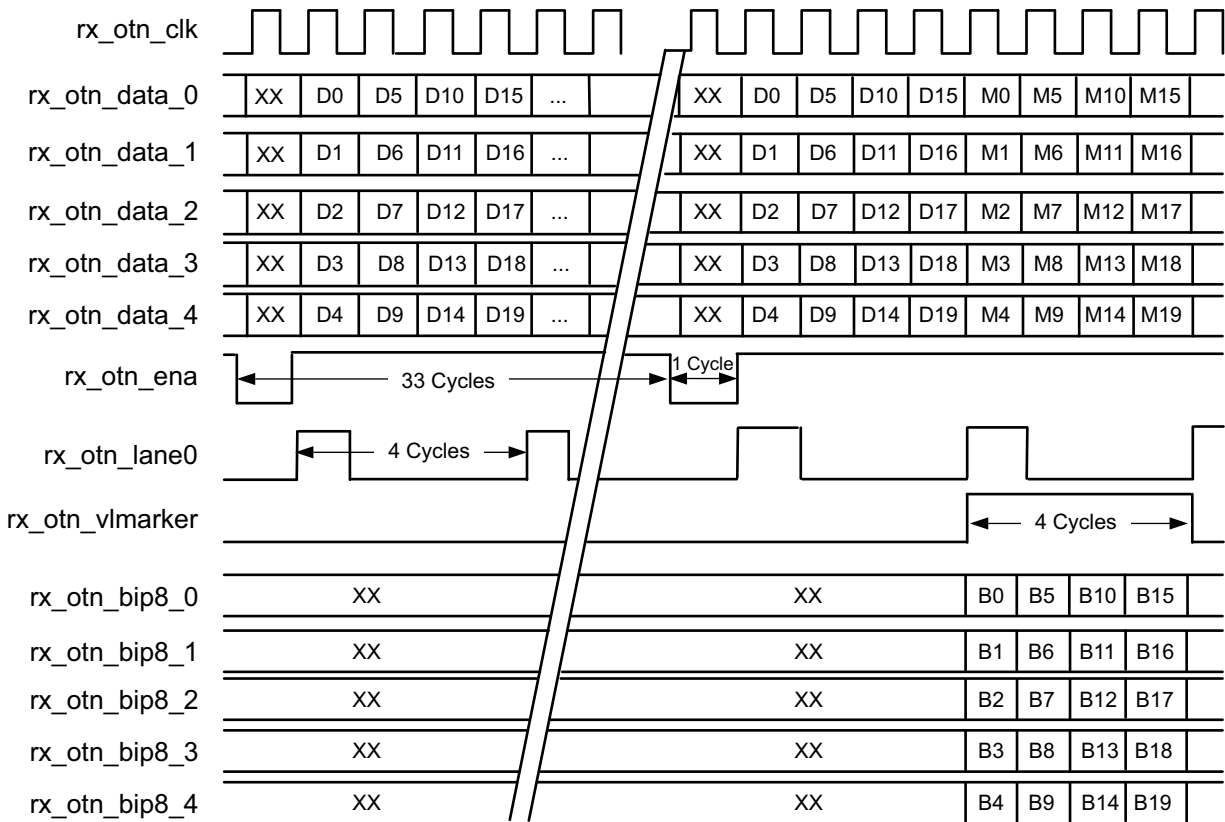 rx_otn_clk
rx_otn_data_0 XX D0 D5 D10 D15 ... XX D0 D5 D10 D15 M0 M5 M10 M15
rx_otn_data_1 XX D1 D6 D11 D16 ... XX D1 D6 D11 D16 M1 M6 M11 M16
rx_otn_data_2 XX D2 D7 D12 D17 ... XX D2 D7 D12 D17 M2 M7 M12 M17
rx_otn_data_3 XX D3 D8 D13 D18 ... XX D3 D8 D13 D18 M3 M8 M13 M18
rx_otn_data_4 XX D4 D9 D14 D19 ... XX D4 D9 D14 D19 M4 M9 M14 M19
rx_otn_ena 33 Cycles 1 Cycle
rx_otn_lane0 4 Cycles
rx_otn_vlmarker 4 Cycles
rx_otn_bip8_0 XX XX B0 B5 B10 B15
rx_otn_bip8_1 XX XX B1 B6 B11 B16
rx_otn_bip8_2 XX XX B2 B7 B12 B17
rx_otn_bip8_3 XX XX B3 B8 B13 B18
rx_otn_bip8_4 XX XX B4 B9 B14 B19